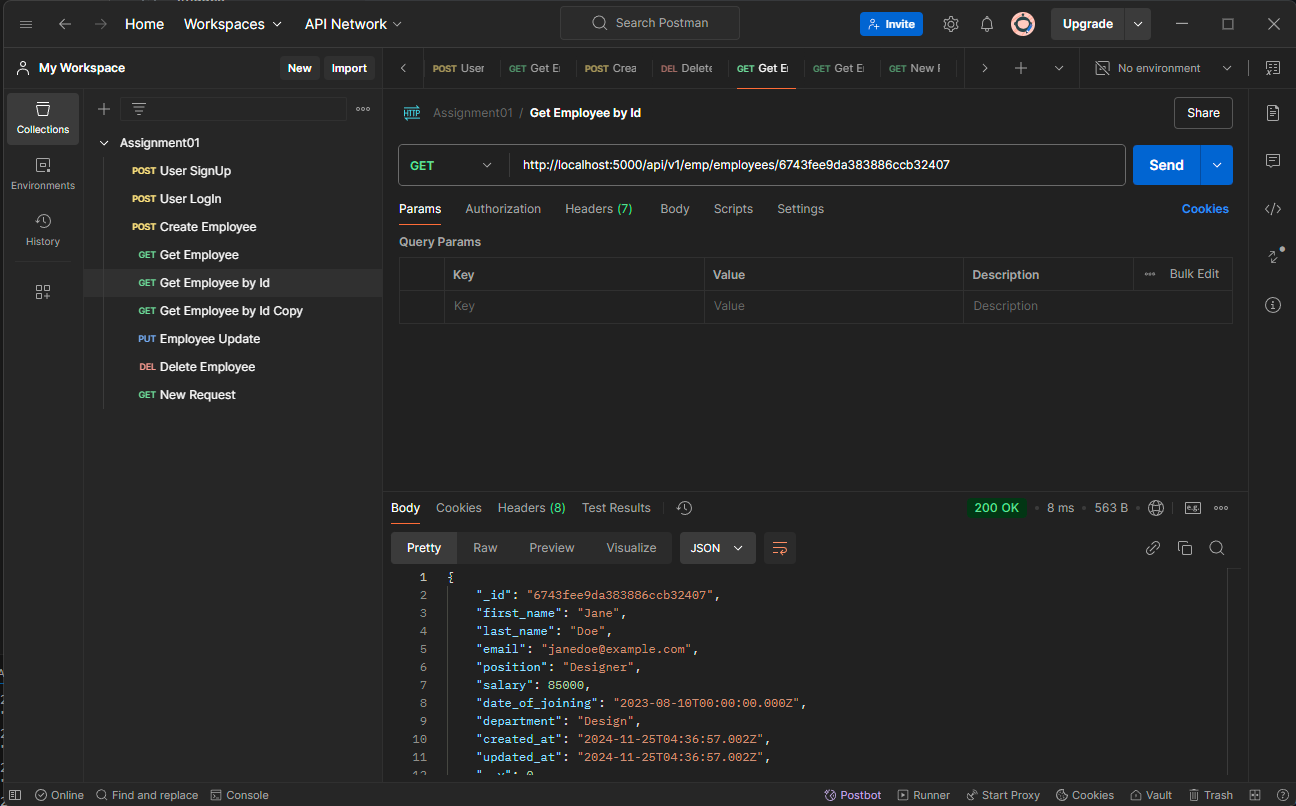 Home Workspaces API Network Search Postman Invite Upgrade
My Workspace New Import POST User GET Get E POST Crea DEL Delete GET Get E GET Get E GET New No environment
Collections
Environments
History
Assignment01
POST User SignUp
POST User LogIn
POST Create Employee
GET Get Employee
GET Get Employee by Id
GET Get Employee by Id Copy
PUT Employee Update
DEL Delete Employee
GET New Request
HTTP Assignment01 / Get Employee by Id Share
GET http://localhost:5000/api/v1/emp/employees/6743fee9da383886ccb32407 Send
Params Authorization Headers (7) Body Scripts Settings Cookies
Query Params
Key Value Description Bulk Edit
Key Value Description
Body Cookies Headers (8) Test Results 200 OK 8 ms 563 B e.g.
Pretty Raw Preview Visualize JSON
1 {
2 "_id": "6743fee9da383886ccb32407",
3 "first_name": "Jane",
4 "last_name": "Doe",
5 "email": "janedoe@example.com",
6 "position": "Designer",
7 "salary": 85000,
8 "date_of_joining": "2023-08-10T00:00:00.000Z",
9 "department": "Design",
10 "created_at": "2024-11-25T04:36:57.002Z",
11 "updated_at": "2024-11-25T04:36:57.002Z",
12 "__v": 0
Online Find and replace Console Postbot Runner Start Proxy Cookies Vault Trash